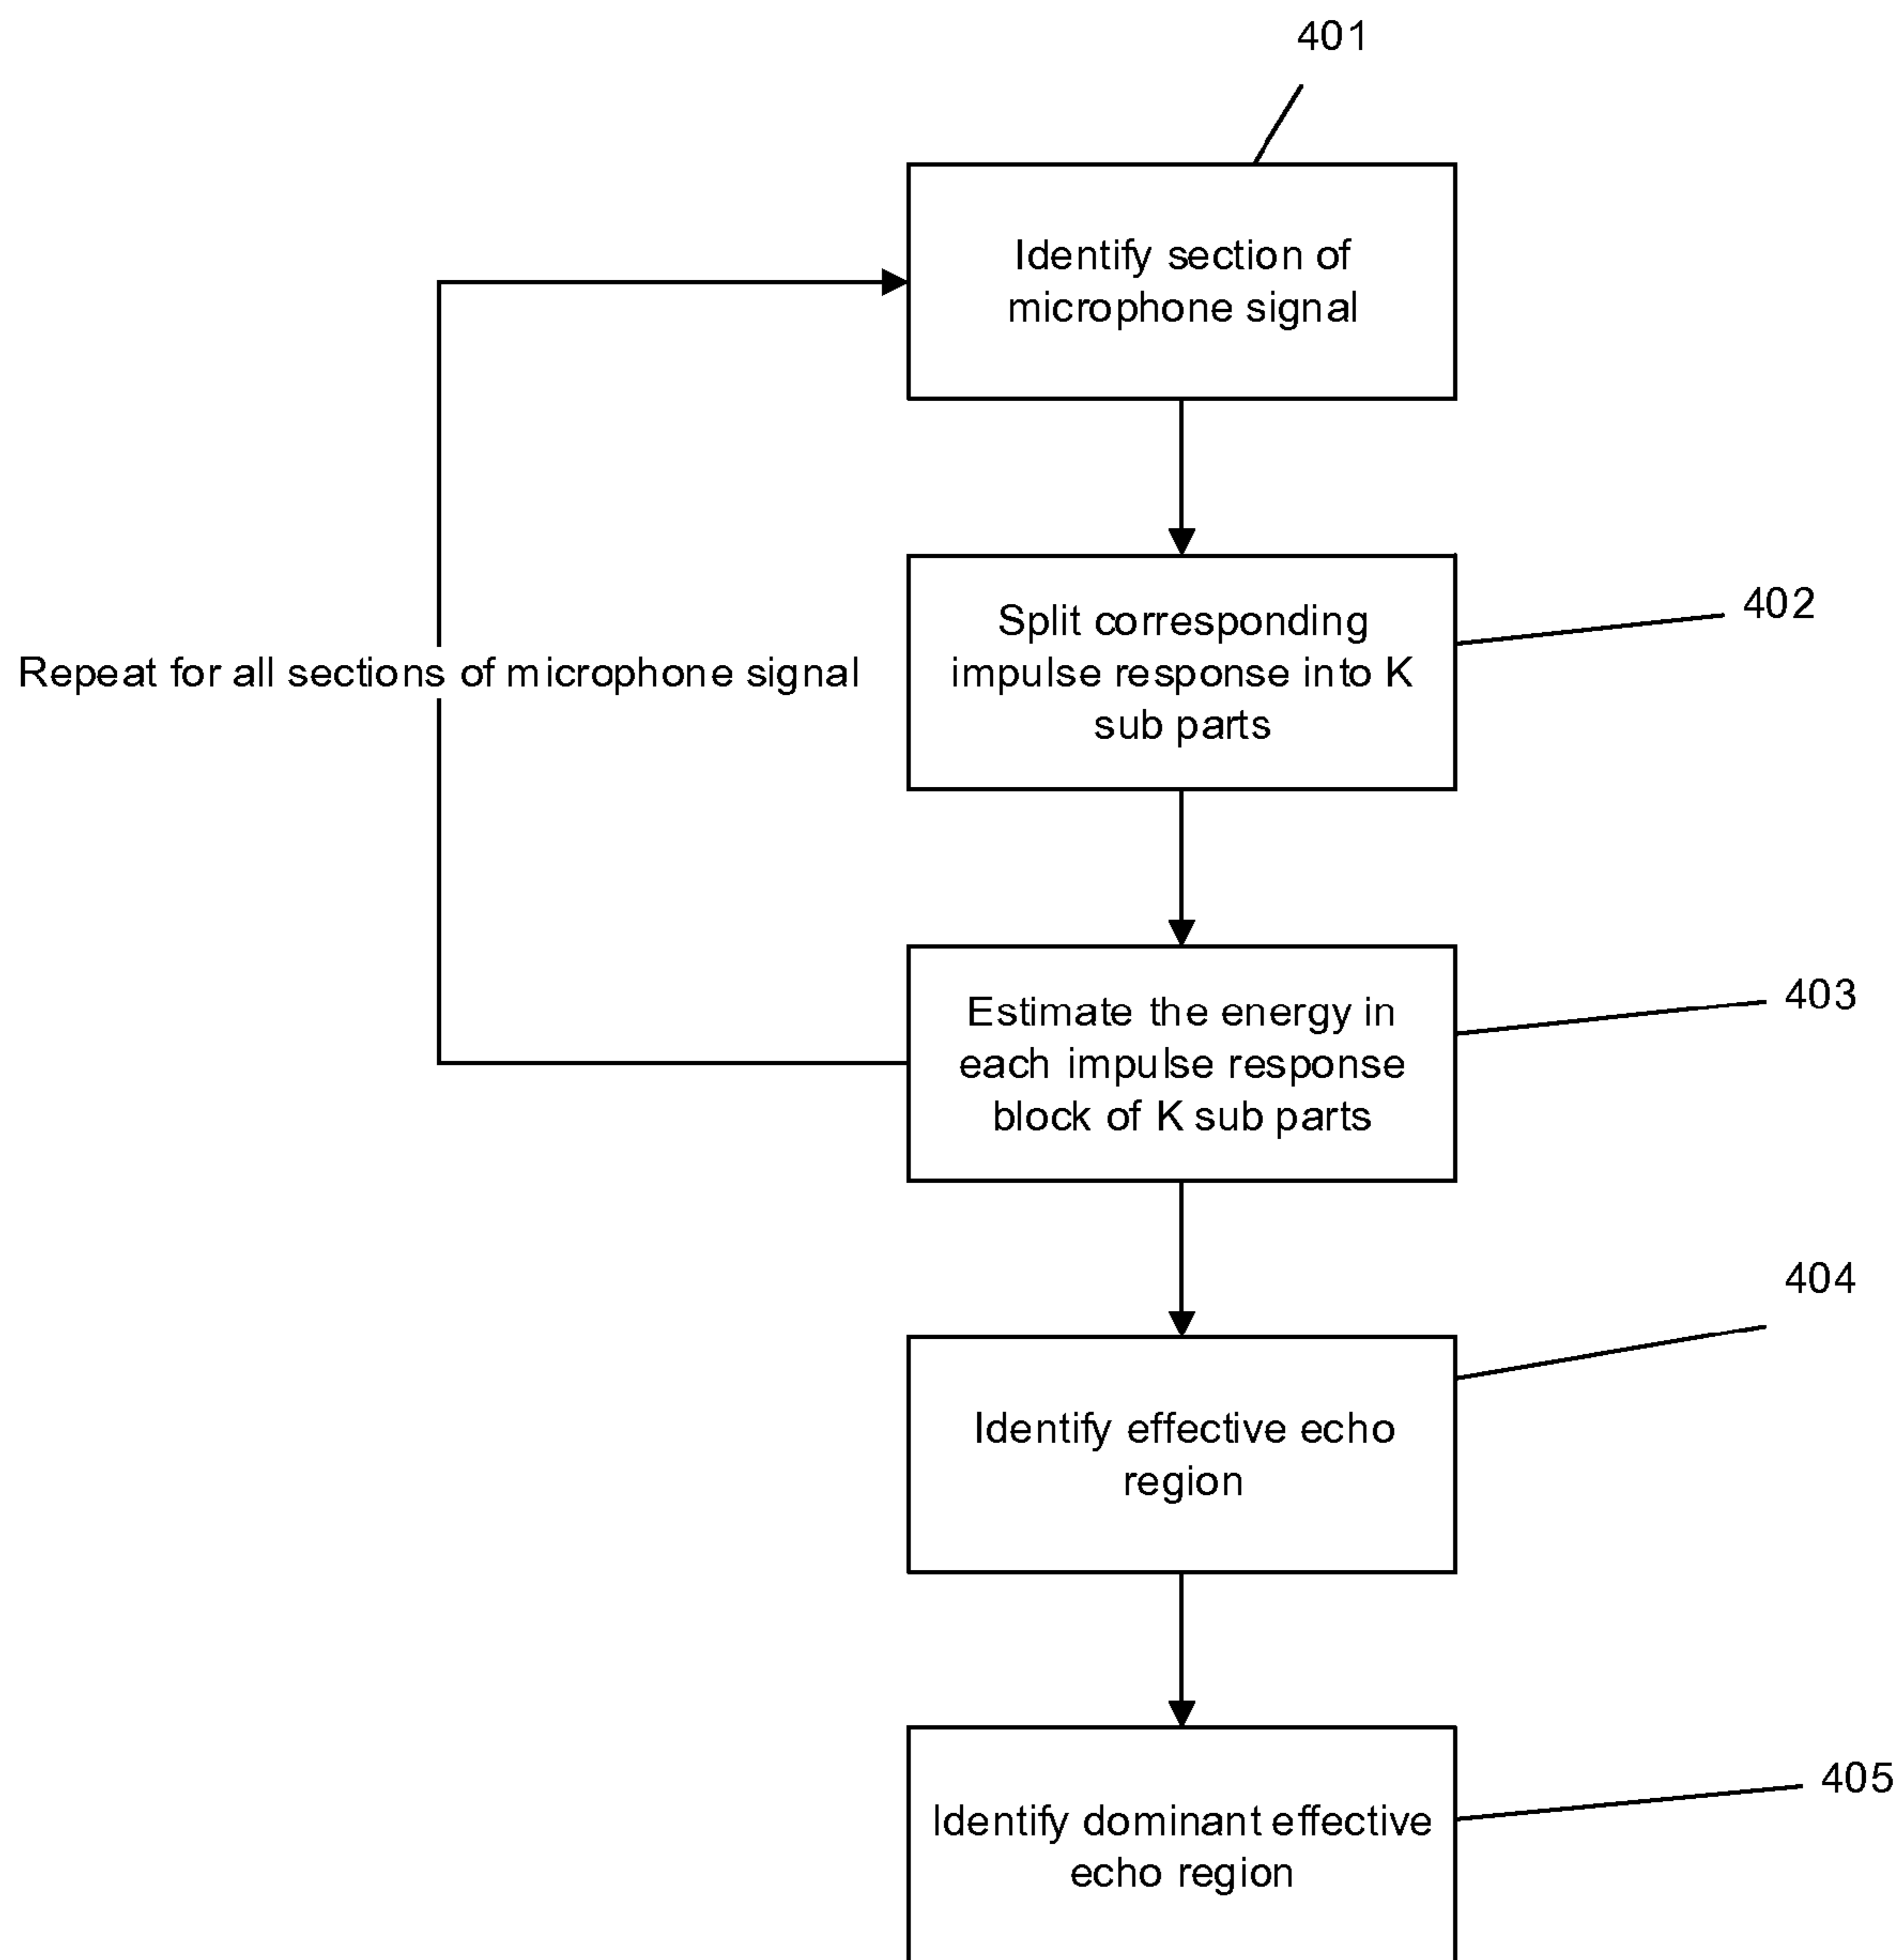 401
Identify section of
microphone signal
Split corresponding
impulse response into K
sub parts
402
Repeat for all sections of microphone signal
Estimate the energy in
each impulse response
block of K sub parts
403
404
Identify effective echo
region
405
Identify dominant effective
echo region